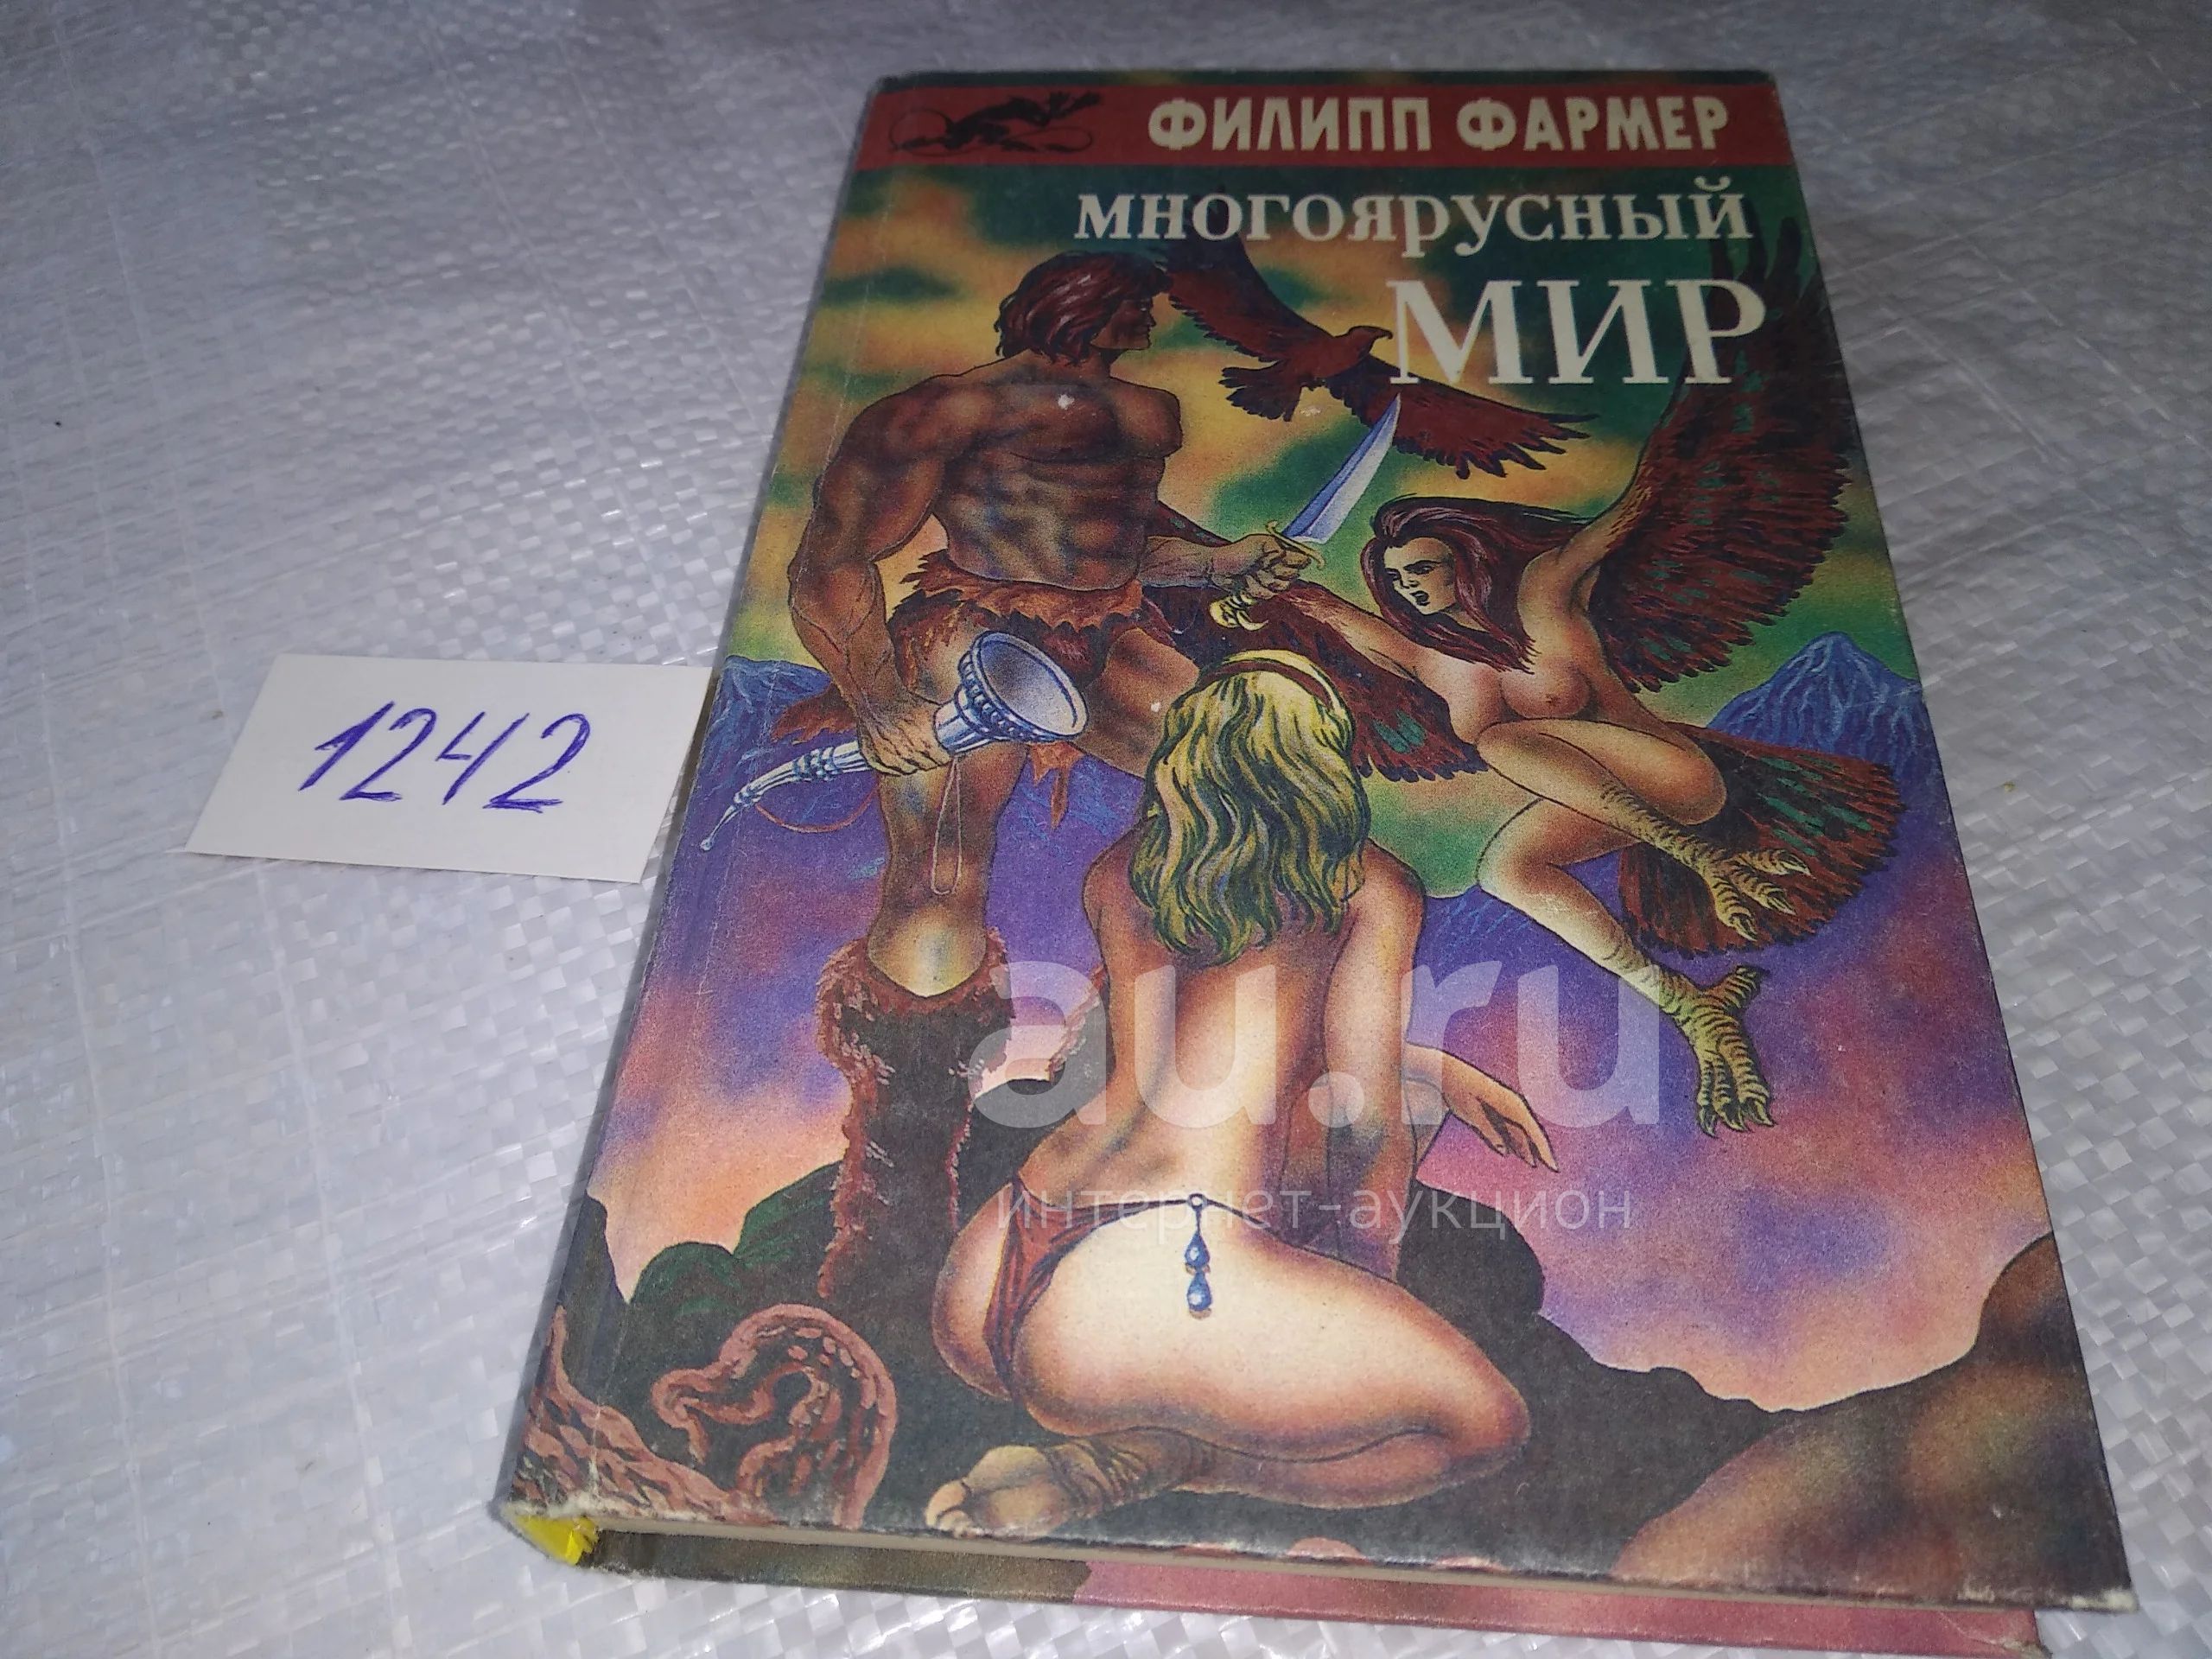 ФИЛИПП ФАРМЕР
МНОГОЯРУСНЫЙ
МИР
1242
au.ru
интернет-аукцион